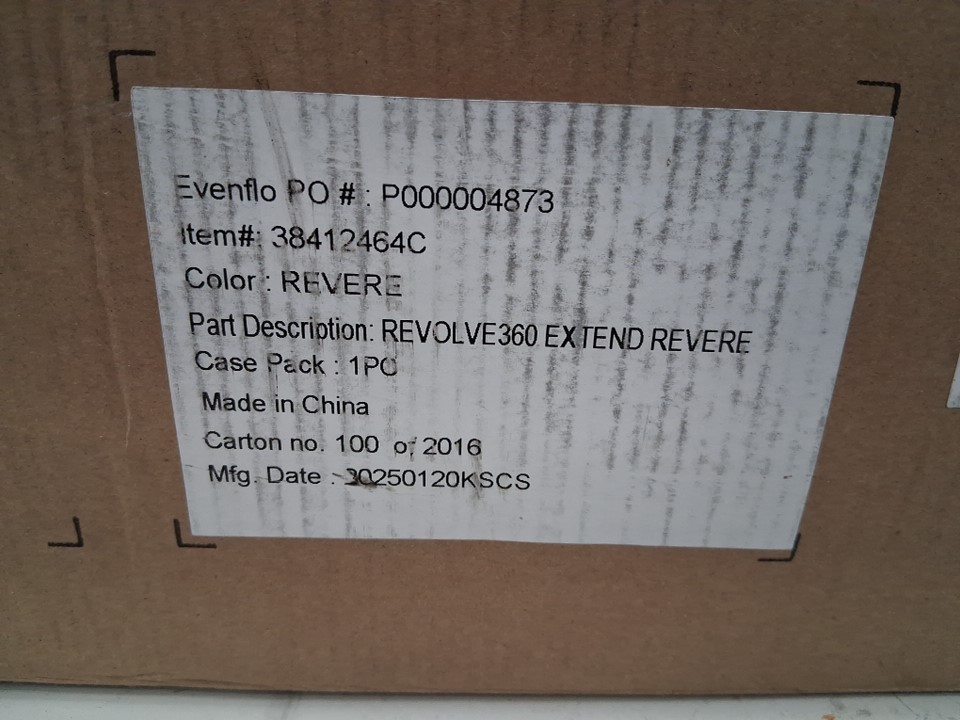 Evenflo PO # : P000004873
Item#: 38412464C
Color : REVERE
Part Description: REVOLVE360 EXTEND REVERE
Case Pack : 1PC
Made in China
Carton no. 100 of 2016
Mfg. Date : 20250120KSCS